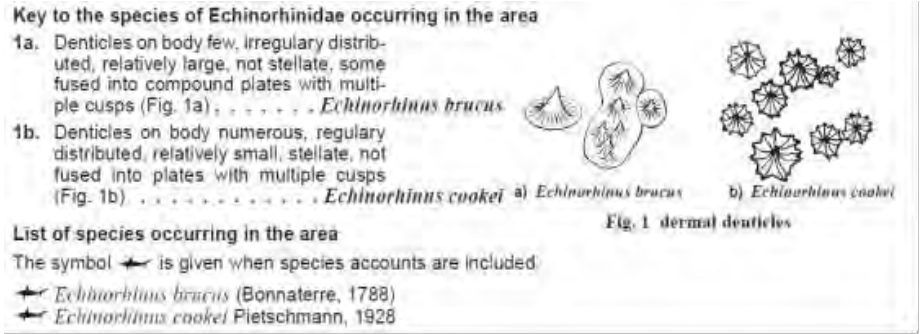 Key to the species of Echinorhinidae occurring in the area
1a. Denticles on body few, irregulary distrib-
uted, relatively large, not stellate, some
fused into compound plates with multi-
ple cusps (Fig. 1a) . . . . . . . Echinorhinus brucus
1b. Denticles on body numerous, regulary
distributed, relatively small, stellate, not
fused into plates with multiple cusps
(Fig. 1b) . . . . . . . . . . . . Echinorhinus cookei
a) Echinorhinus brucus b) Echinorhinus cookei
Fig. 1 dermal denticles
List of species occurring in the area
The symbol is given when species accounts are included
Echinorhinus brucus (Bonnaterre, 1788)
Echinorhinus cookei Pietschmann, 1928